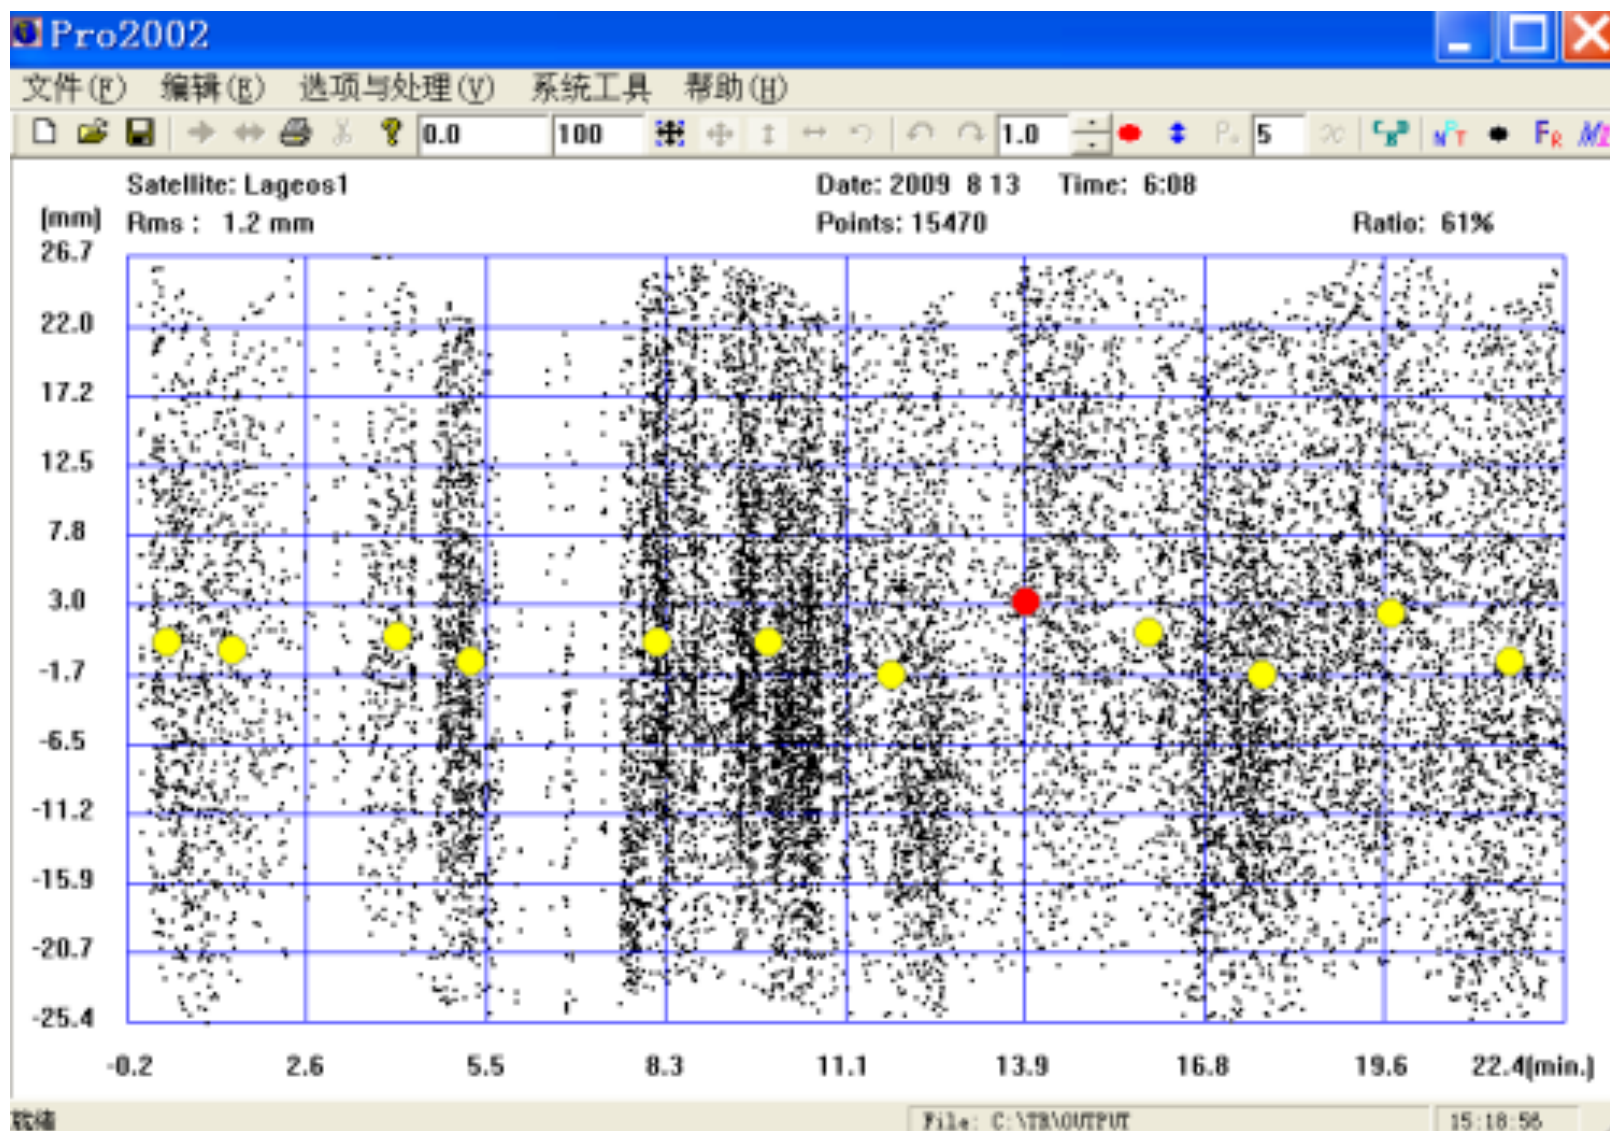 Pro2002
文件(F) 编辑(E) 选项与处理(V) 系统工具 帮助(H)
0.0 100 1.0 P. 5 CBD NPT FR M
Satellite: Lageos1 Date: 2009 8 13 Time: 6:08
(mm) Rms : 1.2 mm Points: 15470 Ratio: 61%
26.7
22.0
17.2
12.5
7.8
3.0
-1.7
-6.5
-11.2
-15.9
-20.7
-25.4
-0.2 2.6 5.5 8.3 11.1 13.9 16.8 19.6 22.4(min.)
就绪 File: C:\TR\OUTPUT 15:18:56